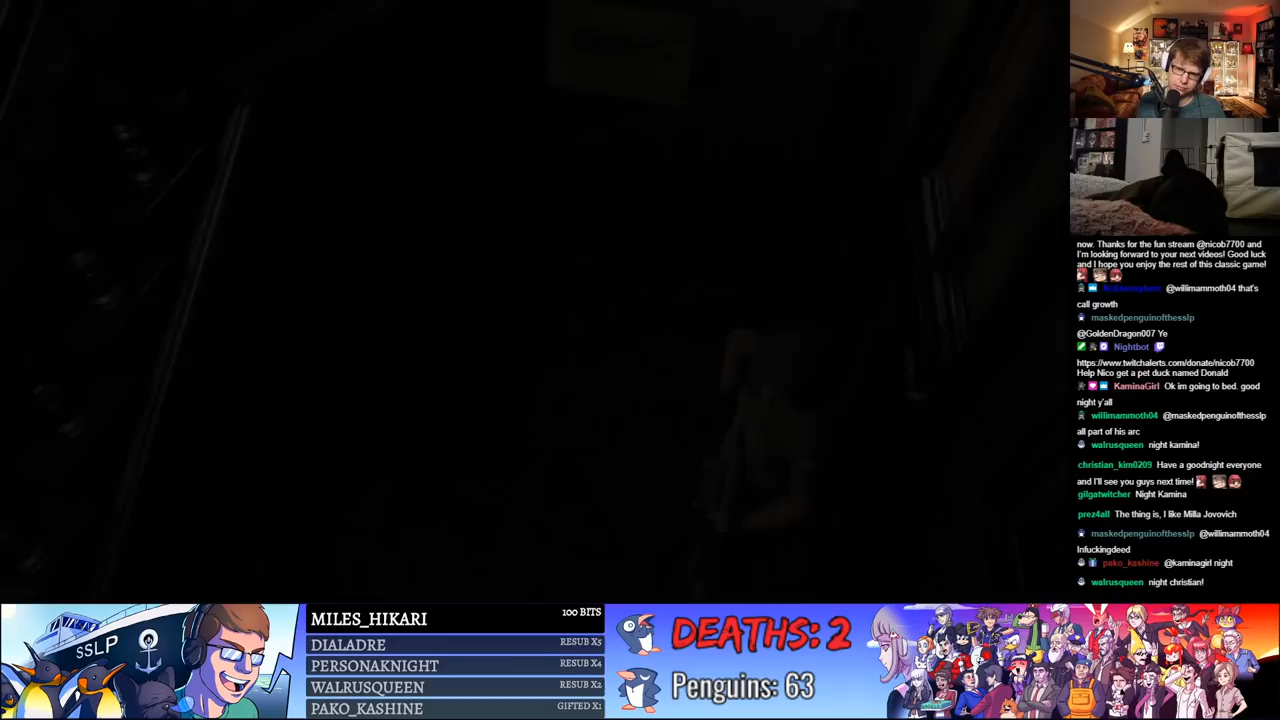 now. Thanks for the fun stream @nicob7700 and
I'm looking forward to your next videos! Good luck
and I hope you enjoy the rest of this classic game!
@willimammoth04 that's
call growth
maskedpenguinofthesslp
@GoldenDragon007 Ye
Nightbot
https://www.twitchalerts.com/donate/nicob7700
Help Nico get a pet duck named Donald
KaminaGirl Ok im going to bed. good
night y'all
willimammoth04 @maskedpenguinofthesslp
all part of his arc
walrusqueen night kamina!
christian_kim0209 Have a goodnight everyone
and I'll see you guys next time!
gilgatwitcher Night Kamina
prez4all The thing is, I like Milla Jovovich
maskedpenguinofthesslp @willimammoth04
Infuckingdeed
pako_kashine @kaminagirl night
walrusqueen night christian!
SSLP
MILES_HIKARI 100 BITS
DIALADRE RESUB X5
PERSONAKNIGHT RESUB X4
WALRUSQUEEN RESUB X2
PAKO_KASHINE GIFTED X1
DEATHS: 2
Penguins: 63